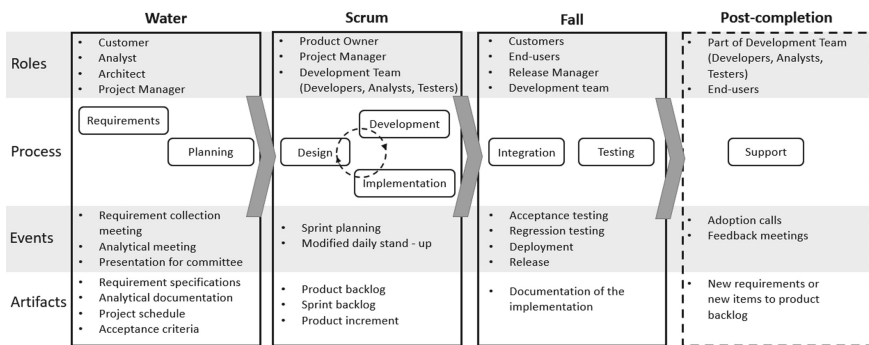 Water
Scrum
Fall
Post-completion
Roles
• Customer
• Analyst
• Architect
• Project Manager
• Product Owner
• Project Manager
• Development Team
(Developers, Analysts, Testers)
• Customers
• End-users
• Release Manager
• Development team
• Part of Development Team
(Developers, Analysts,
Testers)
• End-users
Process
Requirements
Planning
Design
Development
Implementation
Integration
Testing
Support
Events
• Requirement collection
meeting
• Analytical meeting
• Presentation for committee
• Sprint planning
• Modified daily stand - up
• Acceptance testing
• Regression testing
• Deployment
• Release
• Adoption calls
• Feedback meetings
Artifacts
• Requirement specifications
• Analytical documentation
• Project schedule
• Acceptance criteria
• Product backlog
• Sprint backlog
• Product increment
• Documentation of the
implementation
• New requirements or
new items to product
backlog